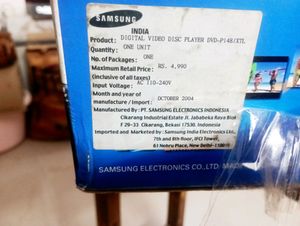 SAMSUNG
INDIA
Product: DIGITAL VIDEO DISC PLAYER DVD-P148/XTL
Quantity: ONE UNIT
No. of Packages: ONE
Maximum Retail Price: RS. 4,990
(inclusive of all taxes)
Input Voltage: AC 110-240V
Month and year of
manufacture / Import: OCTOBER 2004
Manufactured by: PT. SAMSUNG ELECTRONICS INDONESIA
Cikarang Industrial Estate Jl. Jababeka Raya Blok
F 29-33 Cikarang, Bekasi 17530. Indonesia
Imported and Marketed by: Samsung India Electronics Ltd.
7th and 8th floor, IFCI Tower,
61 Nehru Place, New Delhi-110019
SAMSUNG ELECTRONICS CO., LTD.